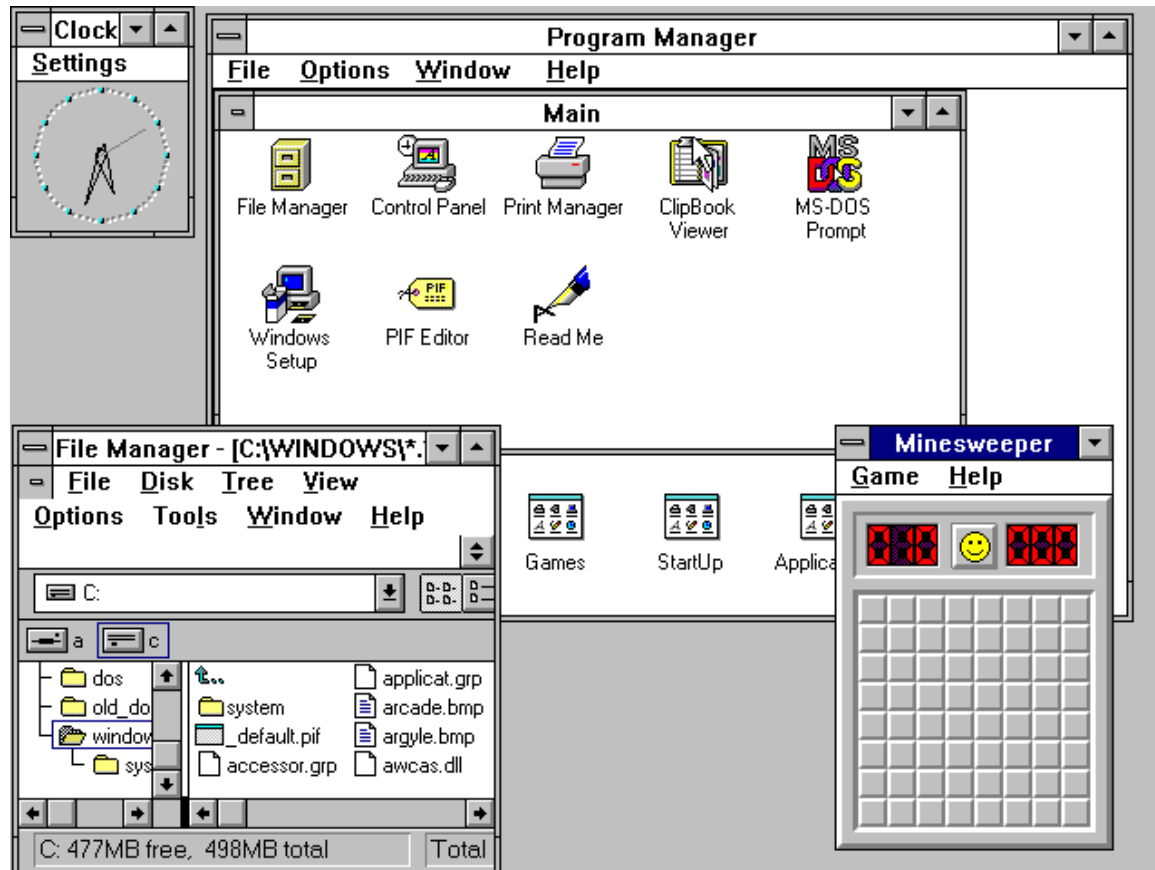 Clock
Settings
Program Manager
File Options Window Help
Main
File Manager
Control Panel
Print Manager
ClipBook
Viewer
MS
DOS
MS-DOS
Prompt
Windows
Setup
PIF
PIF Editor
Read Me
Games
StartUp
Applica
File Manager - [C:\WINDOWS\*.
File Disk Tree View
Options Tools Window Help
C:
a
c
dos
old_do
window
sys
system
_default.pif
accessor.grp
applicat.grp
arcade.bmp
argyle.bmp
awcas.dll
C: 477MB free, 498MB total
Total
Minesweeper
Game Help